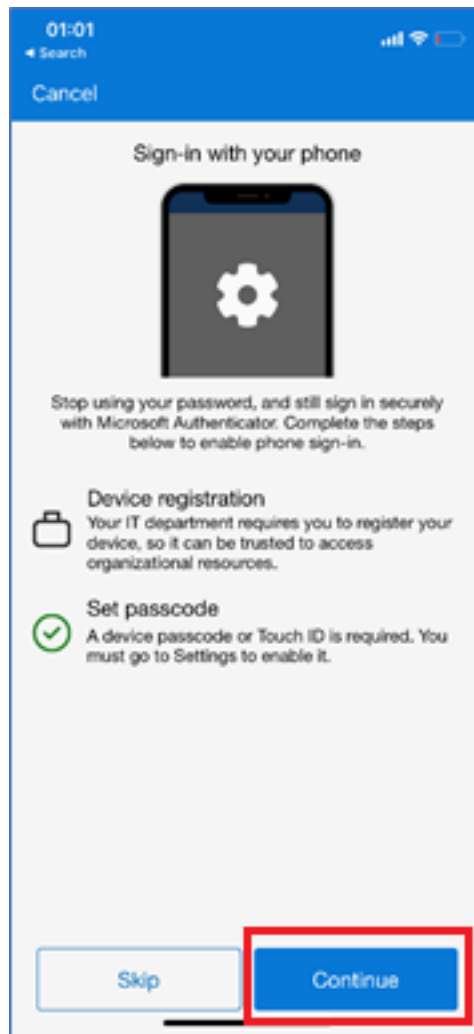 01:01
Search
Cancel
Sign-in with your phone
Stop using your password, and still sign in securely
with Microsoft Authenticator. Complete the steps
below to enable phone sign-in.
Device registration
Your IT department requires you to register your
device, so it can be trusted to access
organizational resources.
Set passcode
A device passcode or Touch ID is required. You
must go to Settings to enable it.
Skip
Continue